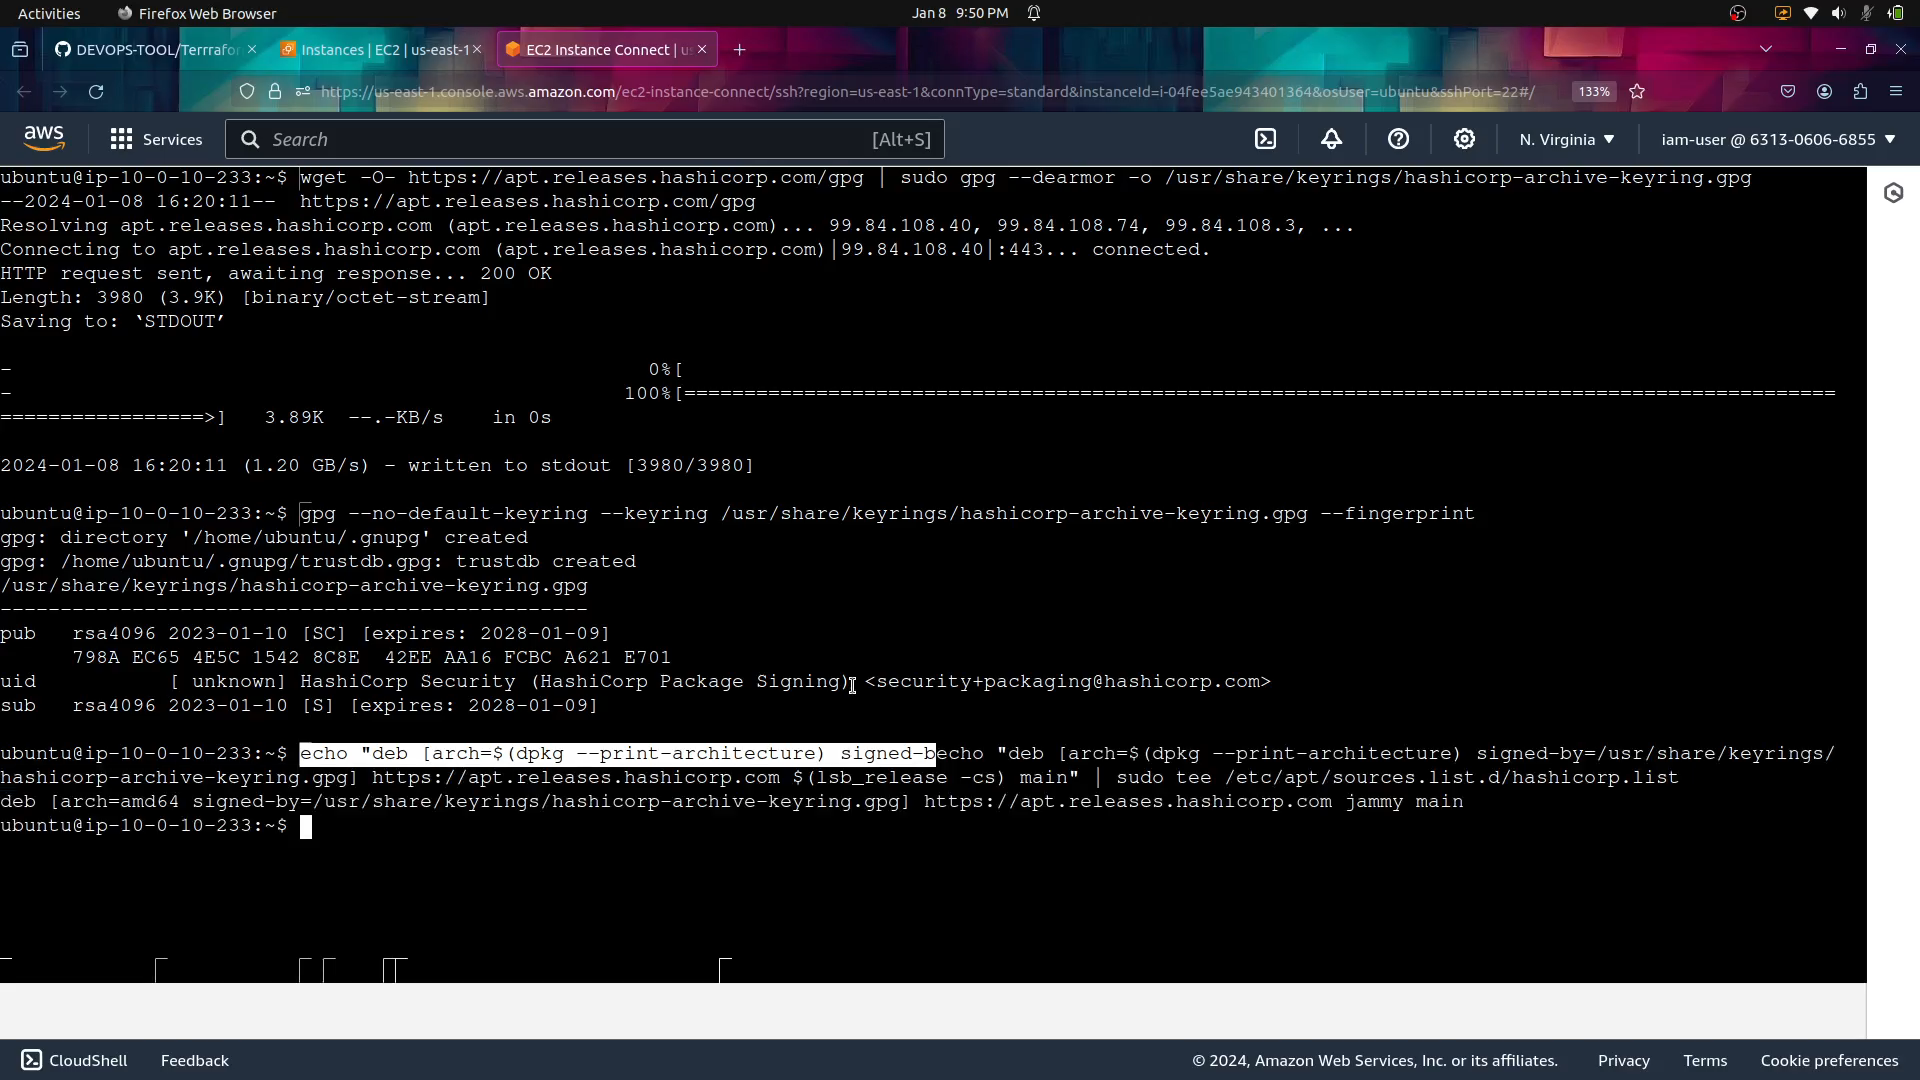 Activities Firefox Web Browser Jan 8 9:50 PM
DEVOPS-TOOL/Terrrafor Instances | EC2 | us-east-1 EC2 Instance Connect | us
https://us-east-1.console.aws.amazon.com/ec2-instance-connect/ssh?region=us-east-1&connType=standard&instanceId=i-04fee5ae943401364&osUser=ubuntu&sshPort=22#/ 133%
aws Services Search [Alt+S] N. Virginia iam-user @ 6313-0606-6855
ubuntu@ip-10-0-10-233:~$ wget -O- https://apt.releases.hashicorp.com/gpg | sudo gpg --dearmor -o /usr/share/keyrings/hashicorp-archive-keyring.gpg
--2024-01-08 16:20:11-- https://apt.releases.hashicorp.com/gpg
Resolving apt.releases.hashicorp.com (apt.releases.hashicorp.com)... 99.84.108.40, 99.84.108.74, 99.84.108.3, ...
Connecting to apt.releases.hashicorp.com (apt.releases.hashicorp.com)|99.84.108.40|:443... connected.
HTTP request sent, awaiting response... 200 OK
Length: 3980 (3.9K) [binary/octet-stream]
Saving to: ‘STDOUT’
- 0%[
- 100%[================================================================================================
=================>] 3.89K --.-KB/s in 0s
2024-01-08 16:20:11 (1.20 GB/s) - written to stdout [3980/3980]
ubuntu@ip-10-0-10-233:~$ gpg --no-default-keyring --keyring /usr/share/keyrings/hashicorp-archive-keyring.gpg --fingerprint
gpg: directory '/home/ubuntu/.gnupg' created
gpg: /home/ubuntu/.gnupg/trustdb.gpg: trustdb created
/usr/share/keyrings/hashicorp-archive-keyring.gpg
-------------------------------------------------
pub rsa4096 2023-01-10 [SC] [expires: 2028-01-09]
798A EC65 4E5C 1542 8C8E 42EE AA16 FCBC A621 E701
uid [ unknown] HashiCorp Security (HashiCorp Package Signing) <security+packaging@hashicorp.com>
sub rsa4096 2023-01-10 [S] [expires: 2028-01-09]
ubuntu@ip-10-0-10-233:~$ echo "deb [arch=$(dpkg --print-architecture) signed-becho "deb [arch=$(dpkg --print-architecture) signed-by=/usr/share/keyrings/
hashicorp-archive-keyring.gpg] https://apt.releases.hashicorp.com $(lsb_release -cs) main" | sudo tee /etc/apt/sources.list.d/hashicorp.list
deb [arch=amd64 signed-by=/usr/share/keyrings/hashicorp-archive-keyring.gpg] https://apt.releases.hashicorp.com jammy main
ubuntu@ip-10-0-10-233:~$
CloudShell Feedback © 2024, Amazon Web Services, Inc. or its affiliates. Privacy Terms Cookie preferences